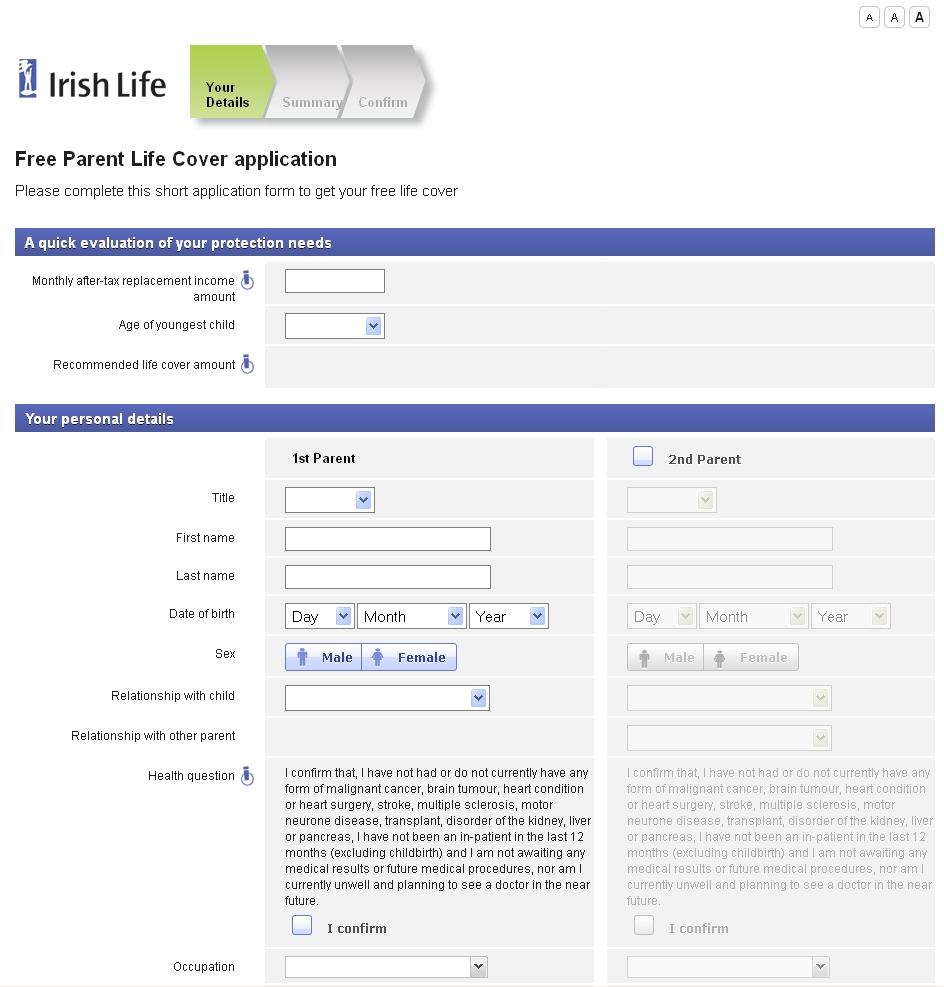 A A A
Irish Life
Your
Details
Summary
Confirm
Free Parent Life Cover application
Please complete this short application form to get your free life cover
A quick evaluation of your protection needs
Monthly after-tax replacement income
amount
Age of youngest child
Recommended life cover amount
Your personal details
1st Parent
2nd Parent
Title
First name
Last name
Date of birth
Day Month Year
Day Month Year
Sex
Male Female
Male Female
Relationship with child
Relationship with other parent
Health question
I confirm that, I have not had or do not currently have any
form of malignant cancer, brain tumour, heart condition
or heart surgery, stroke, multiple sclerosis, motor
neurone disease, transplant, disorder of the kidney, liver
or pancreas, I have not been an in-patient in the last 12
months (excluding childbirth) and I am not awaiting any
medical results or future medical procedures, nor am I
currently unwell and planning to see a doctor in the near
future.
I confirm
I confirm that, I have not had or do not currently have any
form of malignant cancer, brain tumour, heart condition
or heart surgery, stroke, multiple sclerosis, motor
neurone disease, transplant, disorder of the kidney, liver
or pancreas, I have not been an in-patient in the last 12
months (excluding childbirth) and I am not awaiting any
medical results or future medical procedures, nor am I
currently unwell and planning to see a doctor in the near
future.
I confirm
Occupation